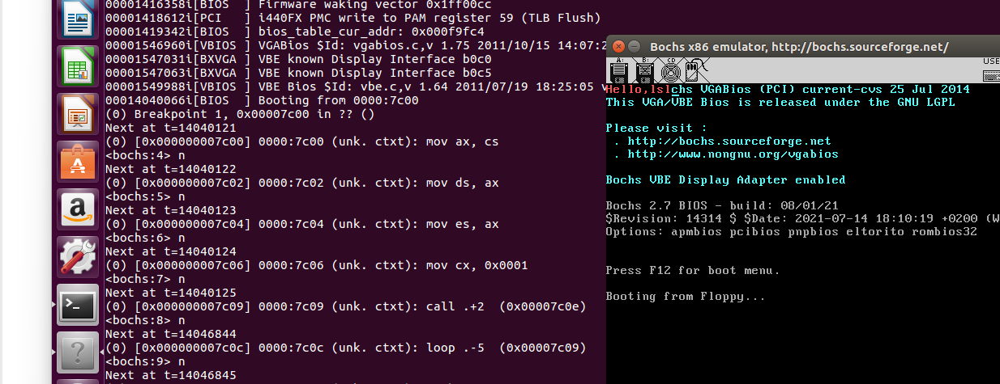 00001416358i[BIOS  ] Firmware waking vector 0x1ff00cc
00001418612i[PCI   ] i440FX PMC write to PAM register 59 (TLB Flush)
00001419342i[BIOS  ] bios_table_cur_addr: 0x000f9fc4
00001546960i[VBIOS ] VGABios $Id: vgabios.c,v 1.75 2011/10/15 14:07:2
00001547031i[BXVGA ] VBE known Display Interface b0c0
00001547063i[BXVGA ] VBE known Display Interface b0c5
00001549988i[VBIOS ] VBE Bios $Id: vbe.c,v 1.64 2011/07/19 18:25:05 v
00014040066i[BIOS  ] Booting from 0000:7c00
(0) Breakpoint 1, 0x00007c00 in ?? ()
Next at t=14040121
(0) [0x000000007c00] 0000:7c00 (unk. ctxt): mov ax, cs
<bochs:4> n
Next at t=14040122
(0) [0x000000007c02] 0000:7c02 (unk. ctxt): mov ds, ax
<bochs:5> n
Next at t=14040123
(0) [0x000000007c04] 0000:7c04 (unk. ctxt): mov es, ax
<bochs:6> n
Next at t=14040124
(0) [0x000000007c06] 0000:7c06 (unk. ctxt): mov cx, 0x0001
<bochs:7> n
Next at t=14040125
(0) [0x000000007c09] 0000:7c09 (unk. ctxt): call .+2  (0x00007c0e)
<bochs:8> n
Next at t=14046844
(0) [0x000000007c0c] 0000:7c0c (unk. ctxt): loop .-5  (0x00007c09)
<bochs:9> n
Next at t=14046845
Bochs x86 emulator, http://bochs.sourceforge.net/
A:
B:
CD
USE
Hello,lslchs VGABios (PCI) current-cvs 25 Jul 2014
This VGA/VBE Bios is released under the GNU LGPL
Please visit :
. http://bochs.sourceforge.net
. http://www.nongnu.org/vgabios
Bochs VBE Display Adapter enabled
Bochs 2.7 BIOS - build: 08/01/21
$Revision: 14314 $ $Date: 2021-07-14 18:10:19 +0200 (W
Options: apmbios pcibios pnpbios eltorito rombios32
Press F12 for boot menu.
Booting from Floppy...